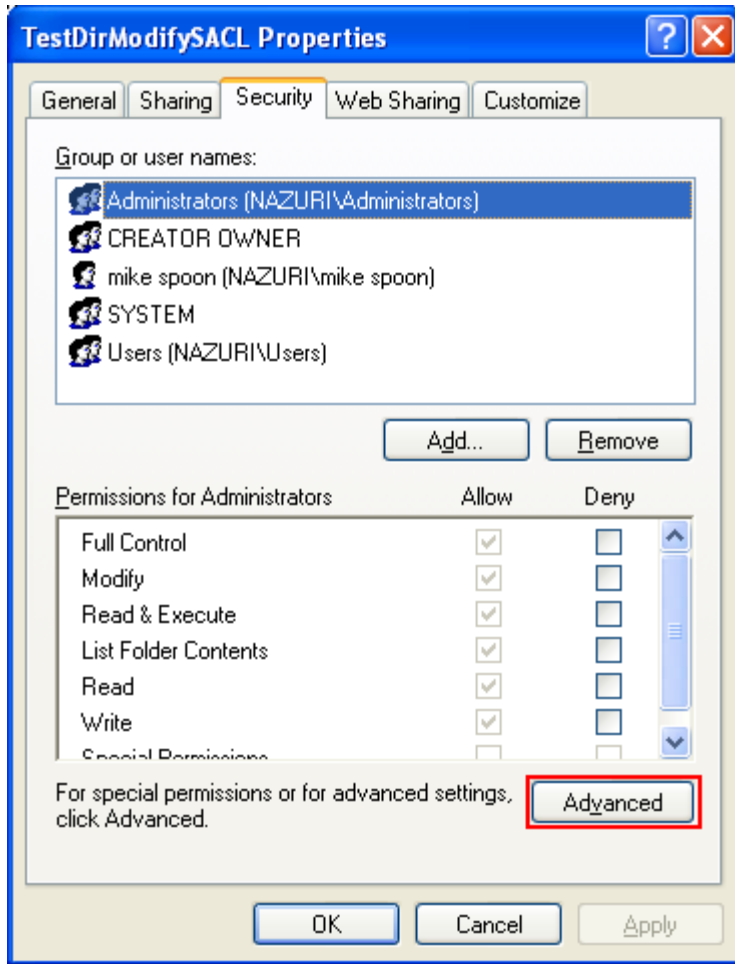 TestDirModifySACL Properties
General Sharing Security Web Sharing Customize
Group or user names:
Administrators (NAZURI\Administrators)
CREATOR OWNER
mike spoon (NAZURI\mike spoon)
SYSTEM
Users (NAZURI\Users)
Add... Remove
Permissions for Administrators Allow Deny
Full Control
Modify
Read & Execute
List Folder Contents
Read
Write
Special Permissions
For special permissions or for advanced settings,
click Advanced.
Advanced
OK Cancel Apply